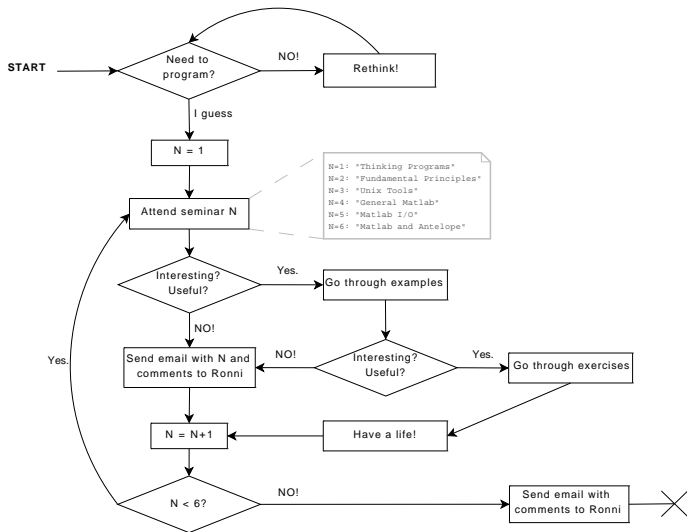 START
Need to
program?
NO!
Rethink!
I guess
N = 1
N=1: "Thinking Programs"
N=2: "Fundamental Principles"
N=3: "Unix Tools"
N=4: "General Matlab"
N=5: "Matlab I/O"
N=6: "Matlab and Antelope"
Attend seminar N
Interesting?
Useful?
Yes.
Go through examples
NO!
Send email with N and
comments to Ronni
NO!
Interesting?
Useful?
Yes.
Go through exercises
Yes.
N = N+1
Have a life!
N < 6?
NO!
Send email with
comments to Ronni